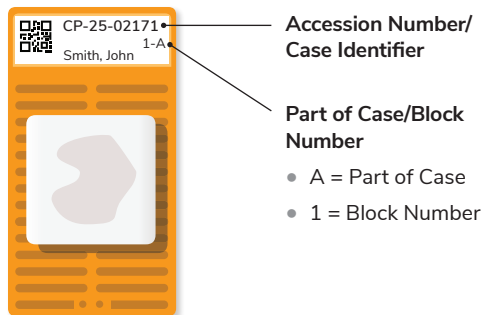 CP-25-02171
1-A
Smith, John
Accession Number/
Case Identifier
Part of Case/Block
Number
• A = Part of Case
• 1 = Block Number